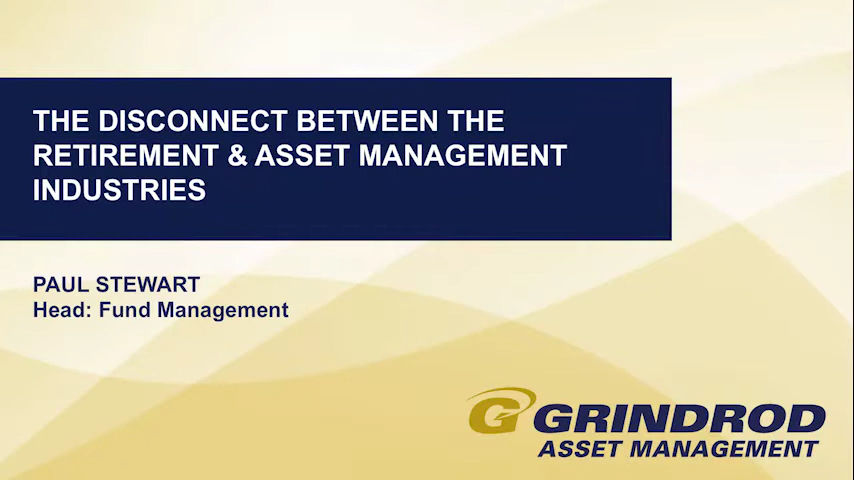 THE DISCONNECT BETWEEN THE
RETIREMENT & ASSET MANAGEMENT
INDUSTRIES
PAUL STEWART
Head: Fund Management
GRINDROD
ASSET MANAGEMENT